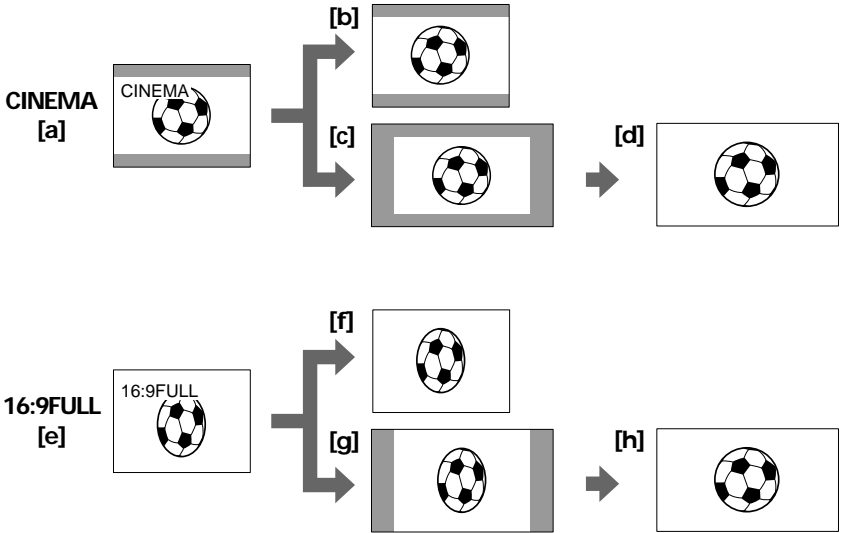 [b]
CINEMA
[a]
CINEMA
[c]
[d]
[f]
16:9FULL
[e]
16:9FULL
[g]
[h]